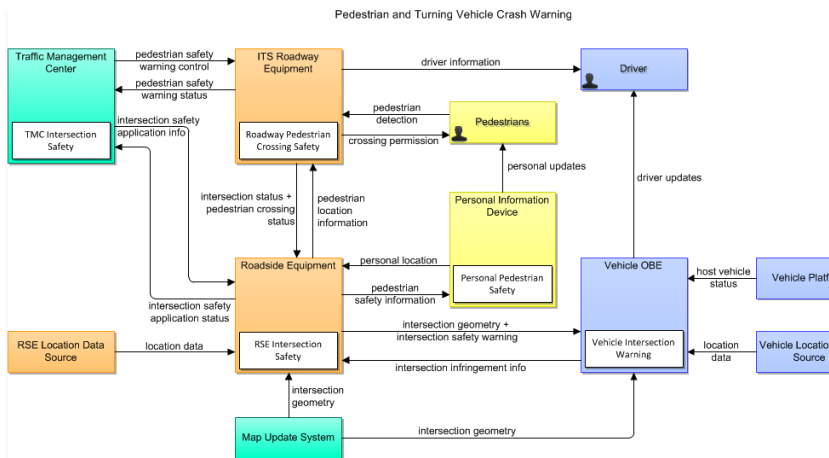 Pedestrian and Turning Vehicle Crash Warning
Traffic Management
Center
TMC Intersection
Safety
pedestrian safety
warning control
pedestrian safety
warning status
intersection safety
application info
ITS Roadway
Equipment
Roadway Pedestrian
Crossing Safety
driver information
Driver
pedestrian
detection
crossing permission
Pedestrians
personal updates
driver updates
intersection status +
pedestrian crossing
status
pedestrian
location
information
Personal Information
Device
Personal Pedestrian
Safety
Roadside Equipment
RSE Intersection
Safety
personal location
pedestrian
safety information
intersection safety
application status
Vehicle OBE
Vehicle Intersection
Warning
host vehicle
status
Vehicle Platf
RSE Location Data
Source
location data
intersection geometry +
intersection safety warning
intersection infringement info
location
data
Vehicle Location
Source
intersection
geometry
Map Update System
intersection geometry